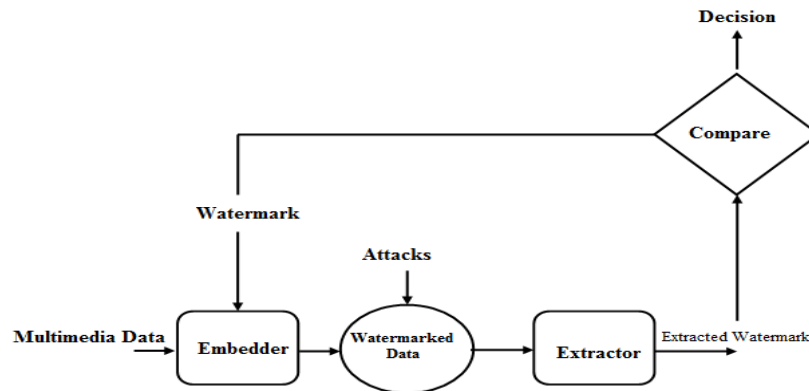 Decision
Compare
Watermark
Attacks
Multimedia Data
Embedder
Watermarked
Data
Extractor
Extracted Watermark